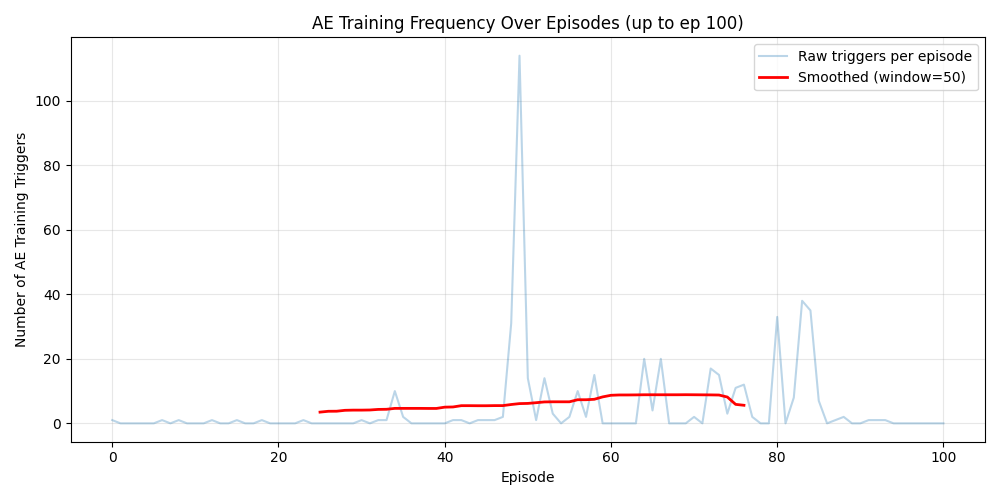 AE Training Frequency Over Episodes (up to ep 100)
Raw triggers per episode
Smoothed (window=50)
Number of AE Training Triggers
100
80
60
40
20
0
0 20 40 60 80 100
Episode